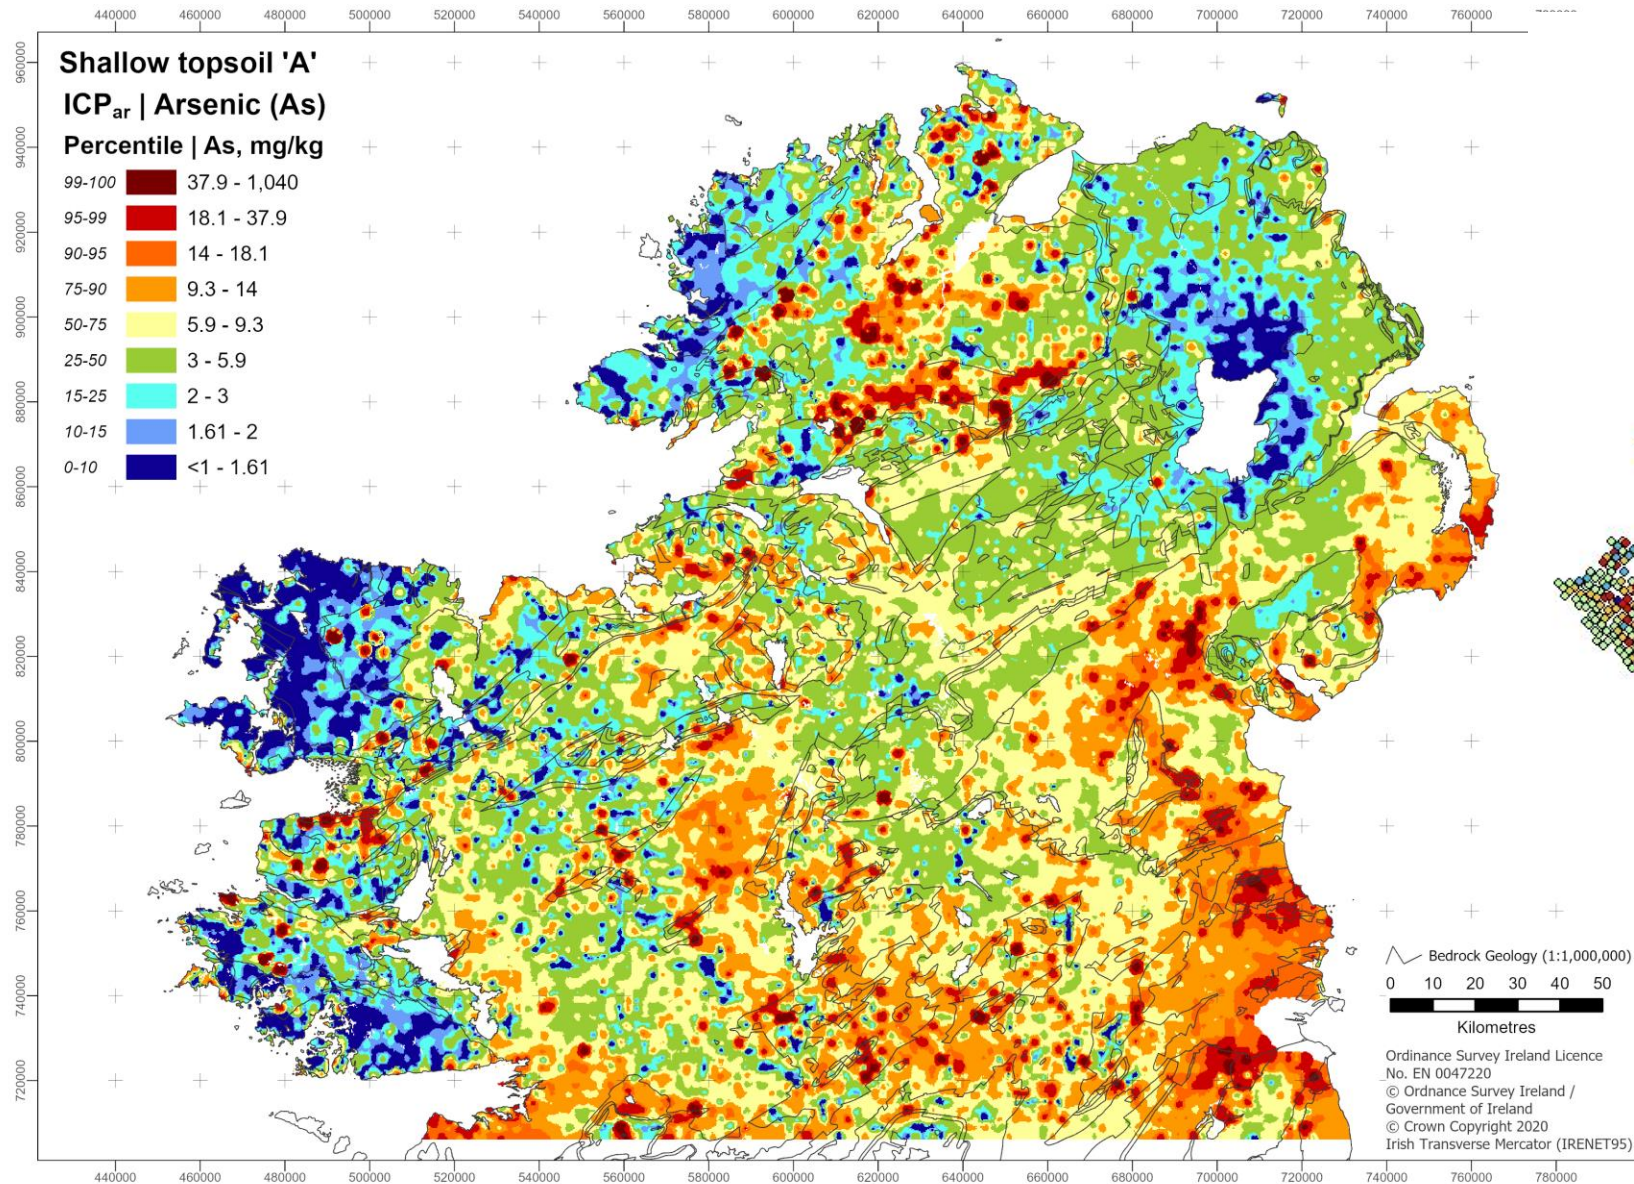 440000 460000 480000 500000 520000 540000 560000 580000 600000 620000 640000 660000 680000 700000 720000 740000 760000
960000
940000
920000
900000
880000
860000
840000
820000
800000
780000
760000
740000
720000
Shallow topsoil 'A'
ICPar | Arsenic (As)
Percentile | As, mg/kg
99-100 37.9 - 1,040
95-99 18.1 - 37.9
90-95 14 - 18.1
75-90 9.3 - 14
50-75 5.9 - 9.3
25-50 3 - 5.9
15-25 2 - 3
10-15 1.61 - 2
0-10 <1 - 1.61
Bedrock Geology (1:1,000,000)
0 10 20 30 40 50
Kilometres
Ordinance Survey Ireland Licence
No. EN 0047220
© Ordnance Survey Ireland /
Government of Ireland
© Crown Copyright 2020
Irish Transverse Mercator (IRENET95)
440000 460000 480000 500000 520000 540000 560000 580000 600000 620000 640000 660000 680000 700000 720000 740000 760000 780000